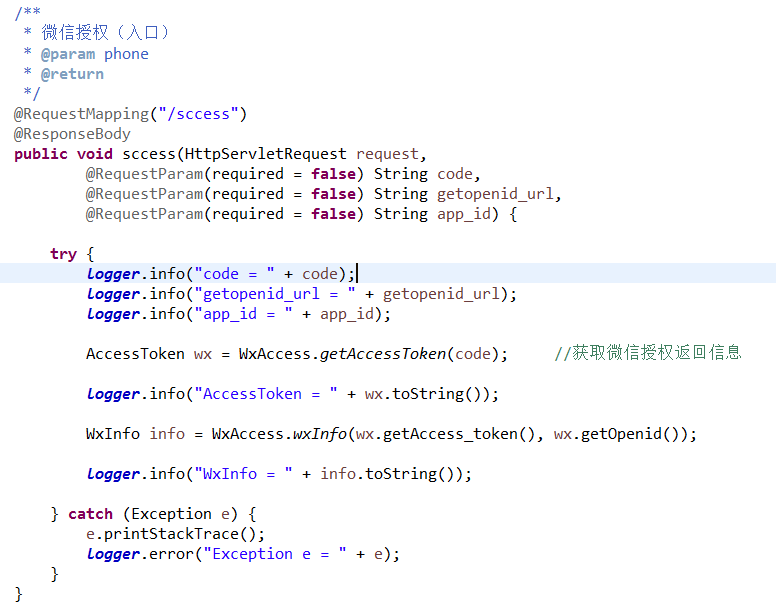 /**
 * 微信授权（入口）
 * @param phone
 * @return
 */
@RequestMapping("/sccess")
@ResponseBody
public void sccess(HttpServletRequest request,
        @RequestParam(required = false) String code,
        @RequestParam(required = false) String getopenid_url,
        @RequestParam(required = false) String app_id) {
    try {
        logger.info("code = " + code);
        logger.info("getopenid_url = " + getopenid_url);
        logger.info("app_id = " + app_id);
        AccessToken wx = WxAccess.getAccessToken(code);     //获取微信授权返回信息
        logger.info("AccessToken = " + wx.toString());
        WxInfo info = WxAccess.wxInfo(wx.getAccess_token(), wx.getOpenid());
        logger.info("WxInfo = " + info.toString());
    } catch (Exception e) {
        e.printStackTrace();
        logger.error("Exception e = " + e);
    }
}